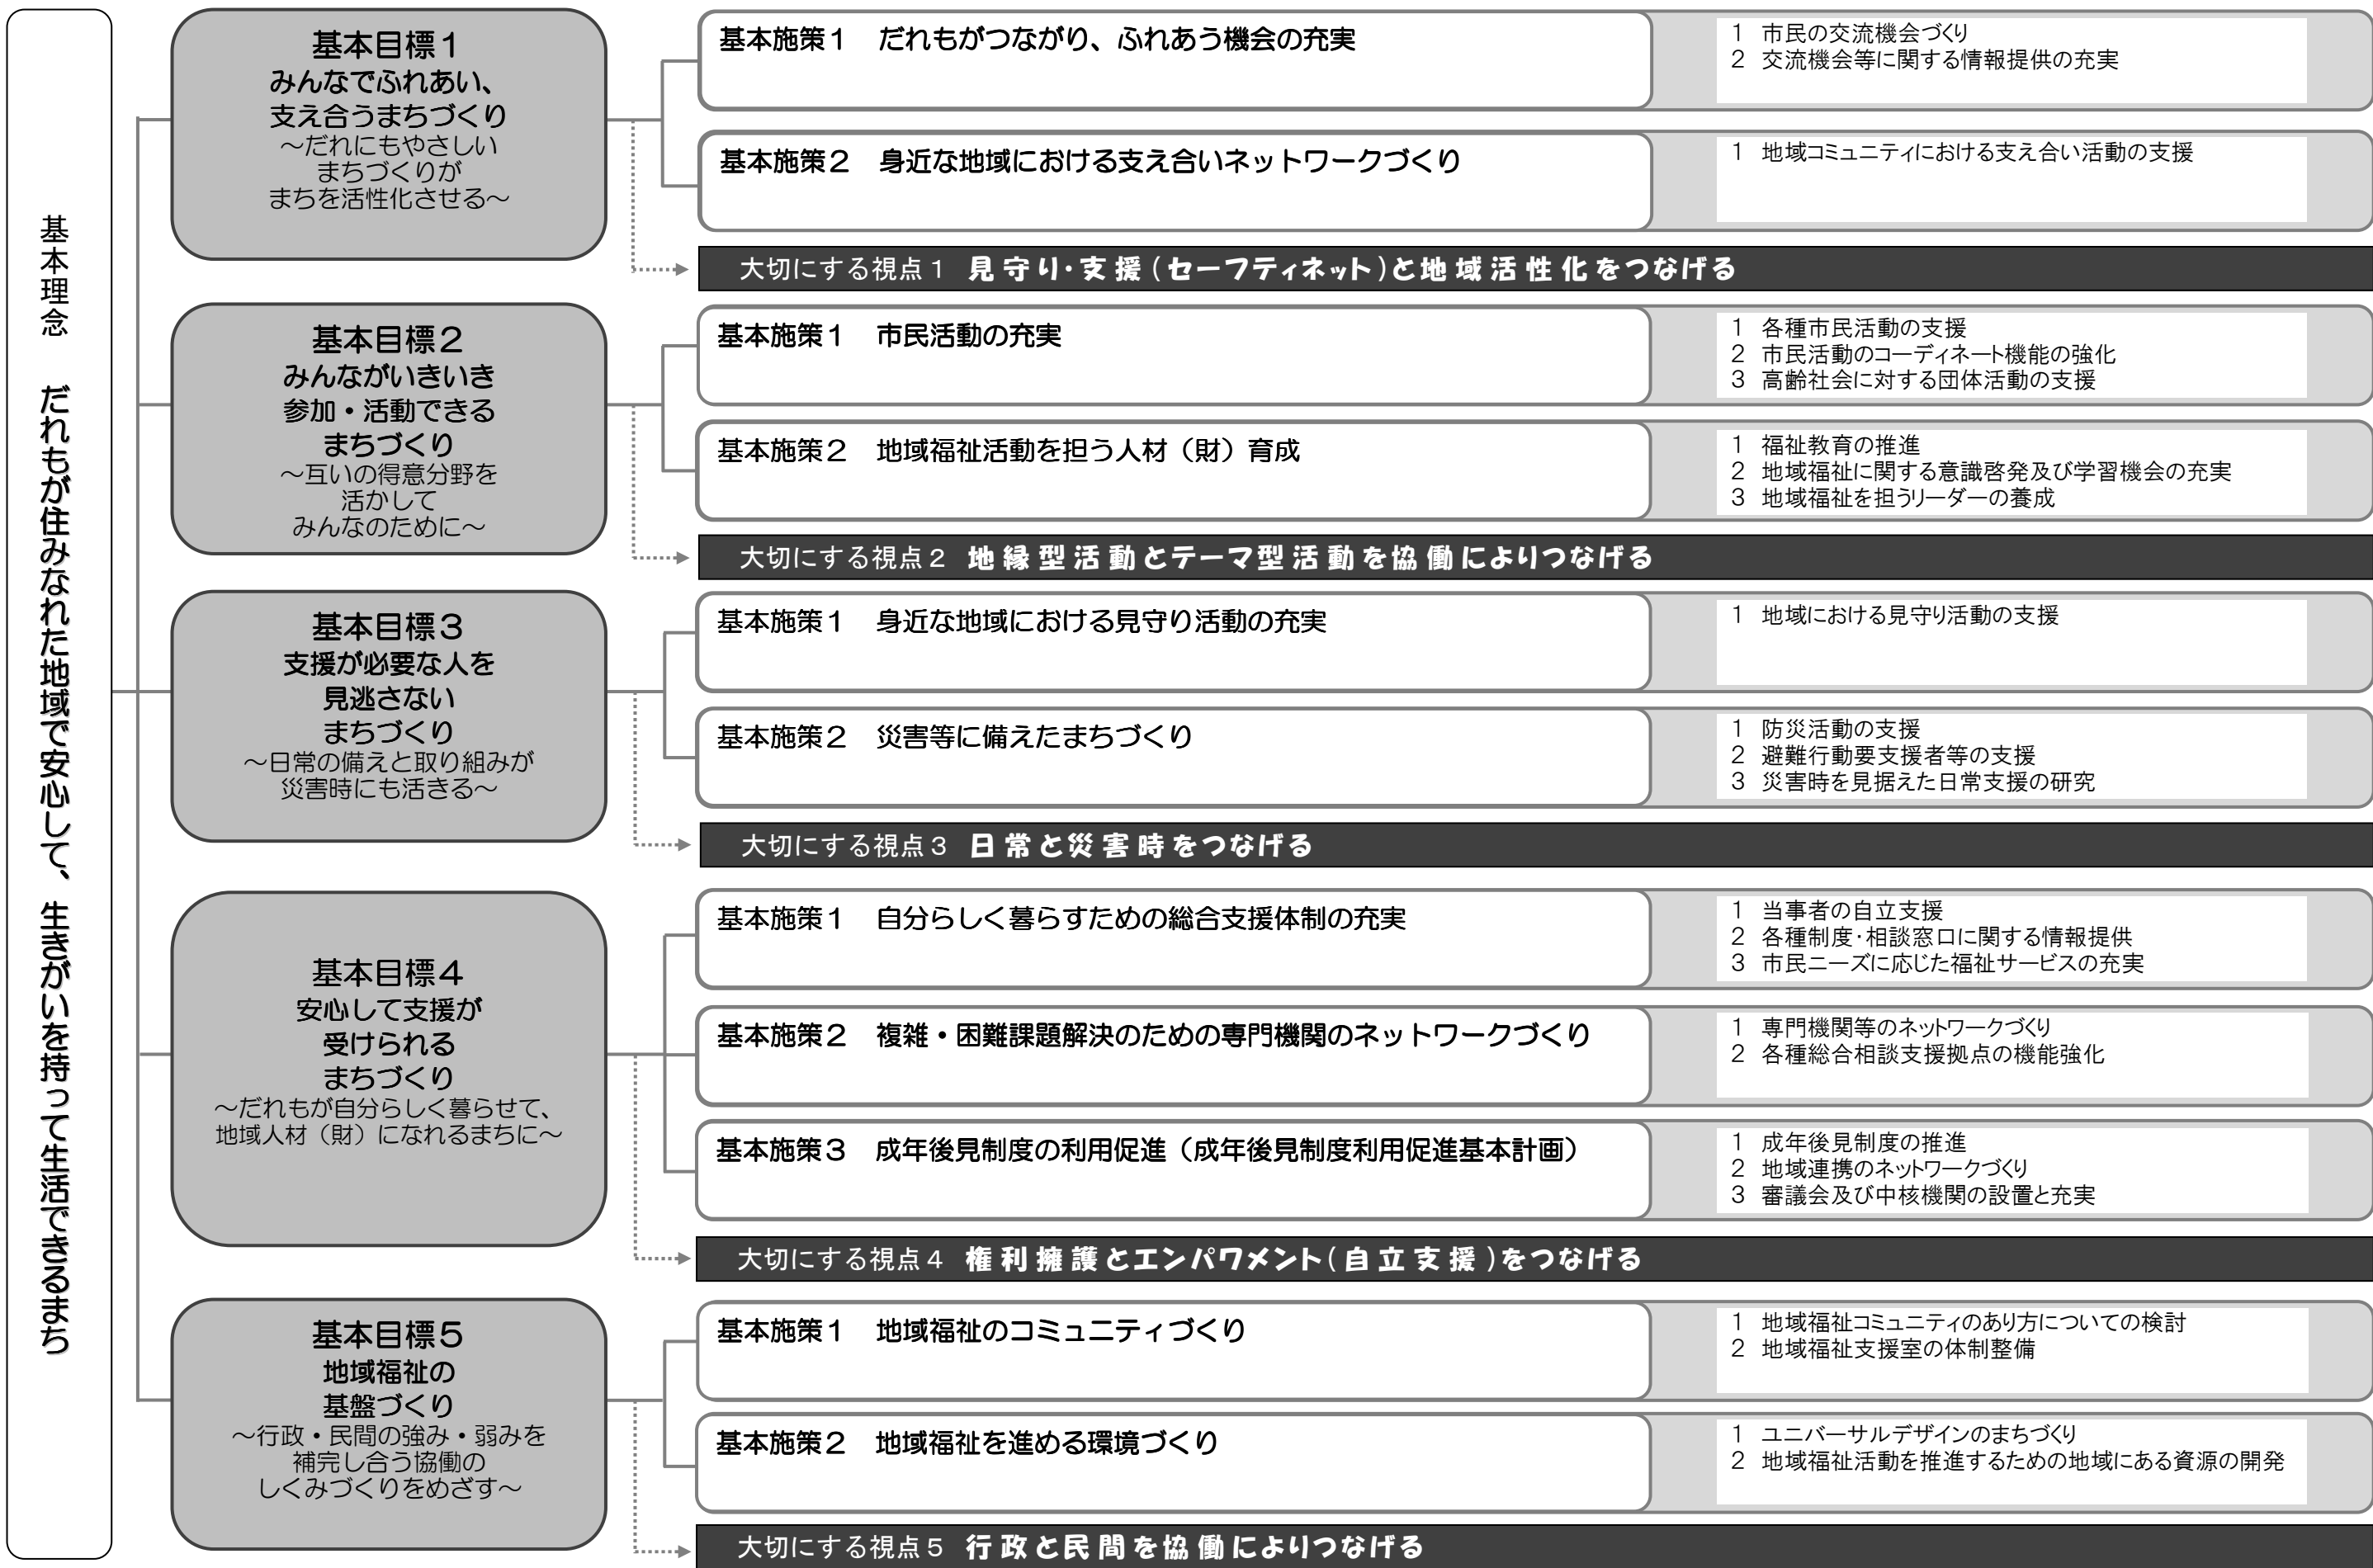 基本理念　だれもが住みなれた地域で安心して、生きがいを持って生活できるまち
基本目標１
みんなでふれあい、
支え合うまちづくり
～だれにもやさしい
まちづくりが
まちを活性化させる～
基本施策１　だれもがつながり、ふれあう機会の充実
1 市民の交流機会づくり
2 交流機会等に関する情報提供の充実
基本施策２　身近な地域における支え合いネットワークづくり
1 地域コミュニティにおける支え合い活動の支援
大切にする視点１ 見守り・支援（セーフティネット）と地域活性化をつなげる
基本目標２
みんながいきいき
参加・活動できる
まちづくり
～互いの得意分野を
活かして
みんなのために～
基本施策１　市民活動の充実
1 各種市民活動の支援
2 市民活動のコーディネート機能の強化
3 高齢社会に対する団体活動の支援
基本施策２　地域福祉活動を担う人材（財）育成
1 福祉教育の推進
2 地域福祉に関する意識啓発及び学習機会の充実
3 地域福祉を担うリーダーの養成
大切にする視点２ 地縁型活動とテーマ型活動を協働によりつなげる
基本目標３
支援が必要な人を
見逃さない
まちづくり
～日常の備えと取り組みが
災害時にも活きる～
基本施策１　身近な地域における見守り活動の充実
1 地域における見守り活動の支援
基本施策２　災害等に備えたまちづくり
1 防災活動の支援
2 避難行動要支援者等の支援
3 災害時を見据えた日常支援の研究
大切にする視点３ 日常と災害時をつなげる
基本目標４
安心して支援が
受けられる
まちづくり
～だれもが自分らしく暮らせて、
地域人材（財）になれるまちに～
基本施策１　自分らしく暮らすための総合支援体制の充実
1 当事者の自立支援
2 各種制度・相談窓口に関する情報提供
3 市民ニーズに応じた福祉サービスの充実
基本施策２　複雑・困難課題解決のための専門機関のネットワークづくり
1 専門機関等のネットワークづくり
2 各種総合相談支援拠点の機能強化
基本施策３　成年後見制度の利用促進（成年後見制度利用促進基本計画）
1 成年後見制度の推進
2 地域連携のネットワークづくり
3 審議会及び中核機関の設置と充実
大切にする視点４ 権利擁護とエンパワメント（自立支援）をつなげる
基本目標５
地域福祉の
基盤づくり
～行政・民間の強み・弱みを
補完し合う協働の
しくみづくりをめざす～
基本施策１　地域福祉のコミュニティづくり
1 地域福祉コミュニティのあり方についての検討
2 地域福祉支援室の体制整備
基本施策２　地域福祉を進める環境づくり
1 ユニバーサルデザインのまちづくり
2 地域福祉活動を推進するための地域にある資源の開発
大切にする視点５ 行政と民間を協働によりつなげる